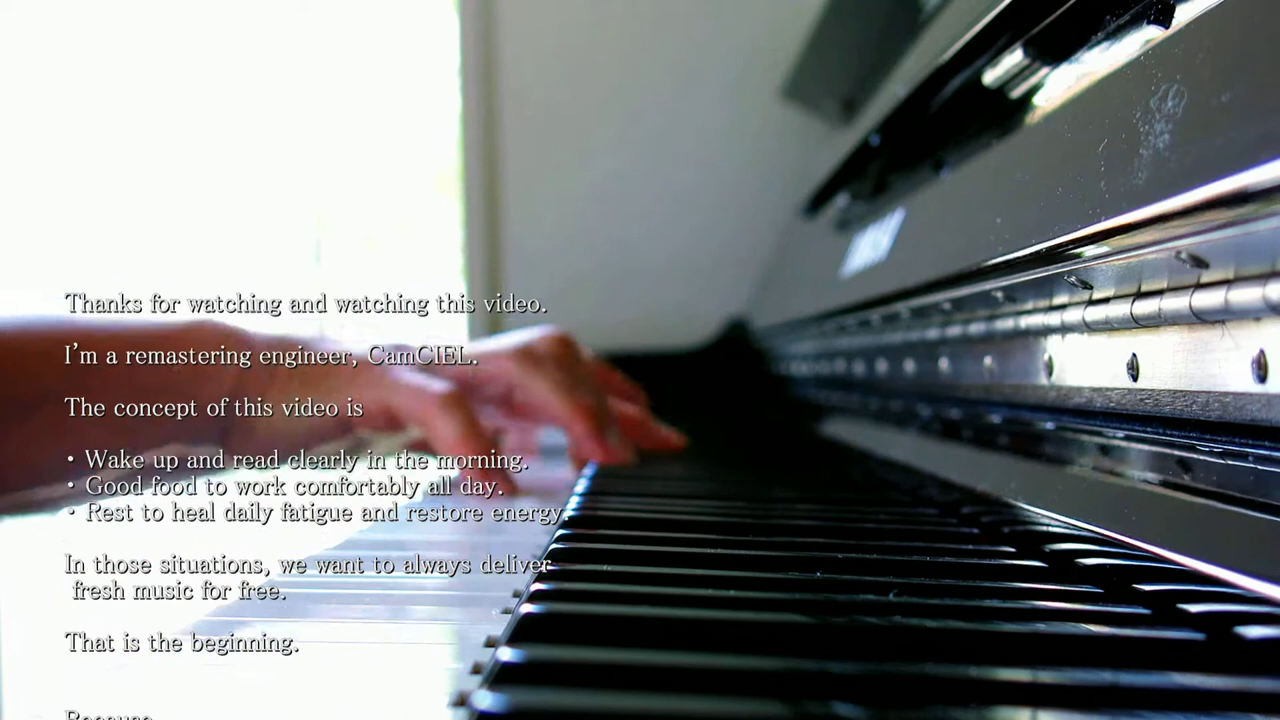 Thanks for watching and watching this video.
I'm a remastering engineer, CamCIEL.
The concept of this video is
• Wake up and read clearly in the morning.
• Good food to work comfortably all day.
• Rest to heal daily fatigue and restore energy.
In those situations, we want to always deliver
fresh music for free.
That is the beginning.
Because